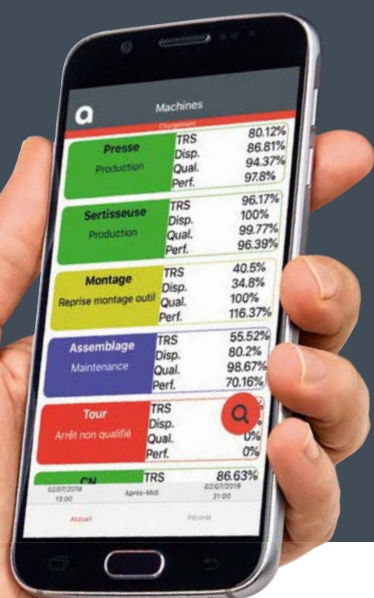 a
Machines
Chargement
Presse
Production
TRS 80.12%
Disp. 86.81%
Qual. 94.37%
Perf. 97.8%
Sertisseuse
Production
TRS 96.17%
Disp. 100%
Qual. 99.77%
Perf. 96.39%
Montage
Reprise montage outil
TRS 40.5%
Disp. 34.8%
Qual. 100%
Perf. 116.37%
Assemblage
Maintenance
TRS 55.52%
Disp. 80.2%
Qual. 98.67%
Perf. 70.16%
Tour
Arrêt non qualifié
TRS
Disp.
Qual. 0%
Perf. 0%
CN TRS 86.63%
02/07/2019 Après-Midi 02/07/2019
13:00 21:00
Accueil Période